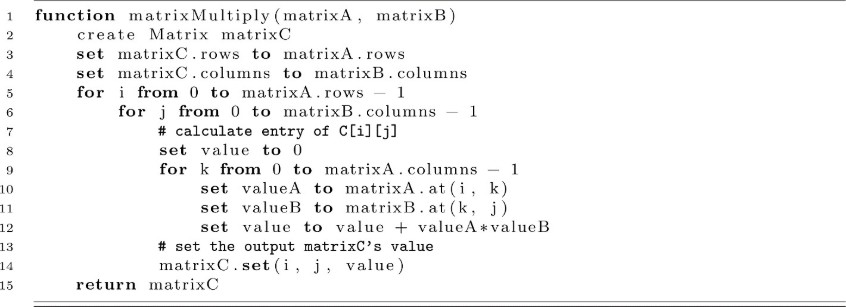 1 function matrixMultiply(matrixA, matrixB)
2 create Matrix matrixC
3 set matrixC.rows to matrixA.rows
4 set matrixC.columns to matrixB.columns
5 for i from 0 to matrixA.rows − 1
6 for j from 0 to matrixB.columns − 1
7 # calculate entry of C[i][j]
8 set value to 0
9 for k from 0 to matrixA.columns − 1
10 set valueA to matrixA.at(i, k)
11 set valueB to matrixB.at(k, j)
12 set value to value + valueA*valueB
13 # set the output matrixC's value
14 matrixC.set(i, j, value)
15 return matrixC